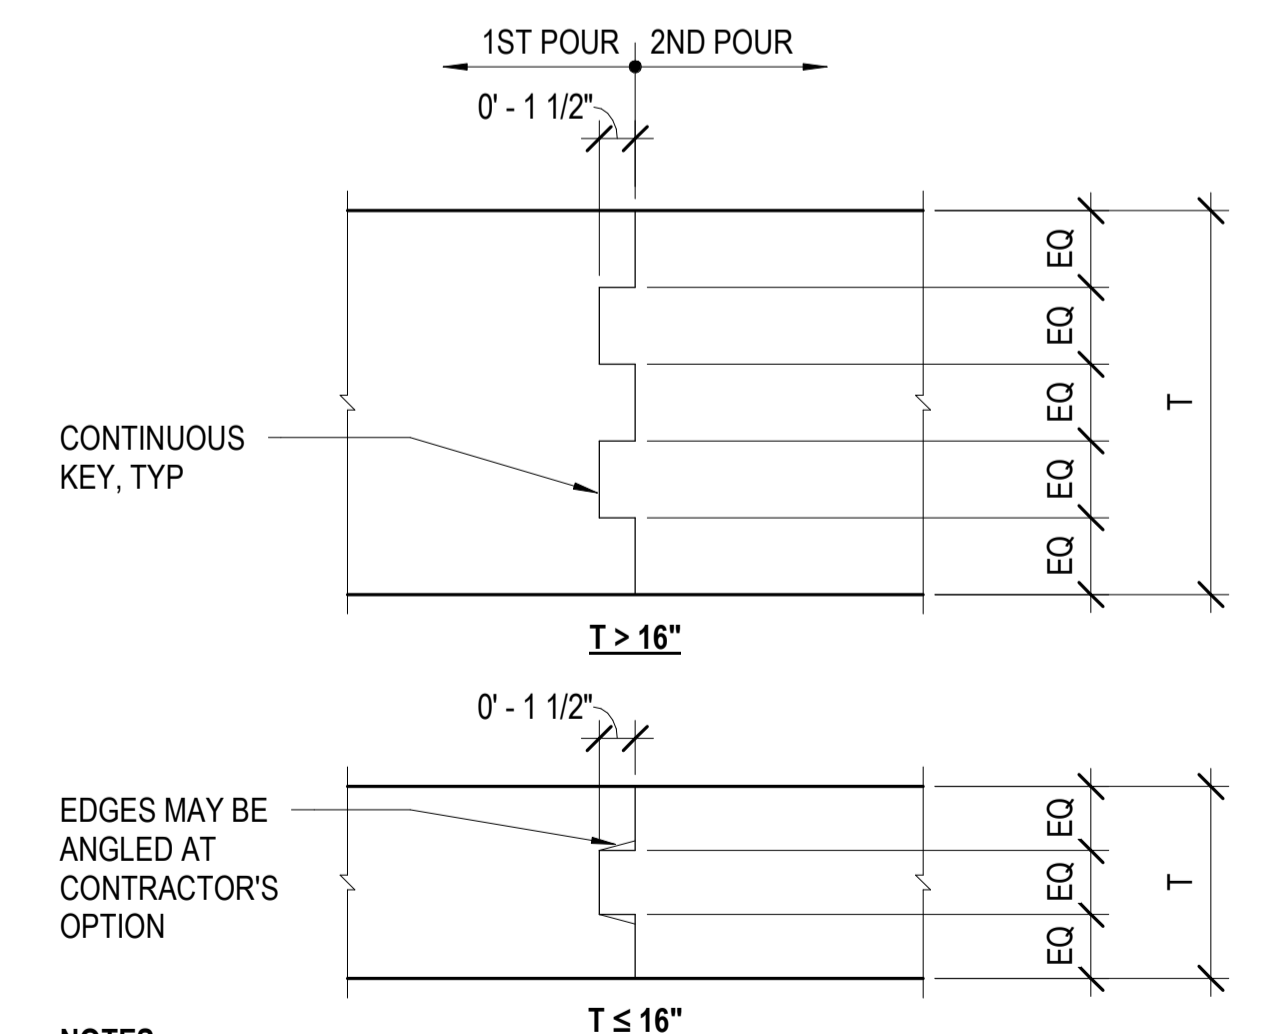 1ST POUR 2ND POUR
0' - 1 1/2"
EQ
EQ
EQ
EQ
EQ
T
CONTINUOUS
KEY, TYP
T > 16"
0' - 1 1/2"
EDGES MAY BE
ANGLED AT
CONTRACTOR'S
OPTION
EQ
EQ
EQ
T
T ≤ 16"
NOTES